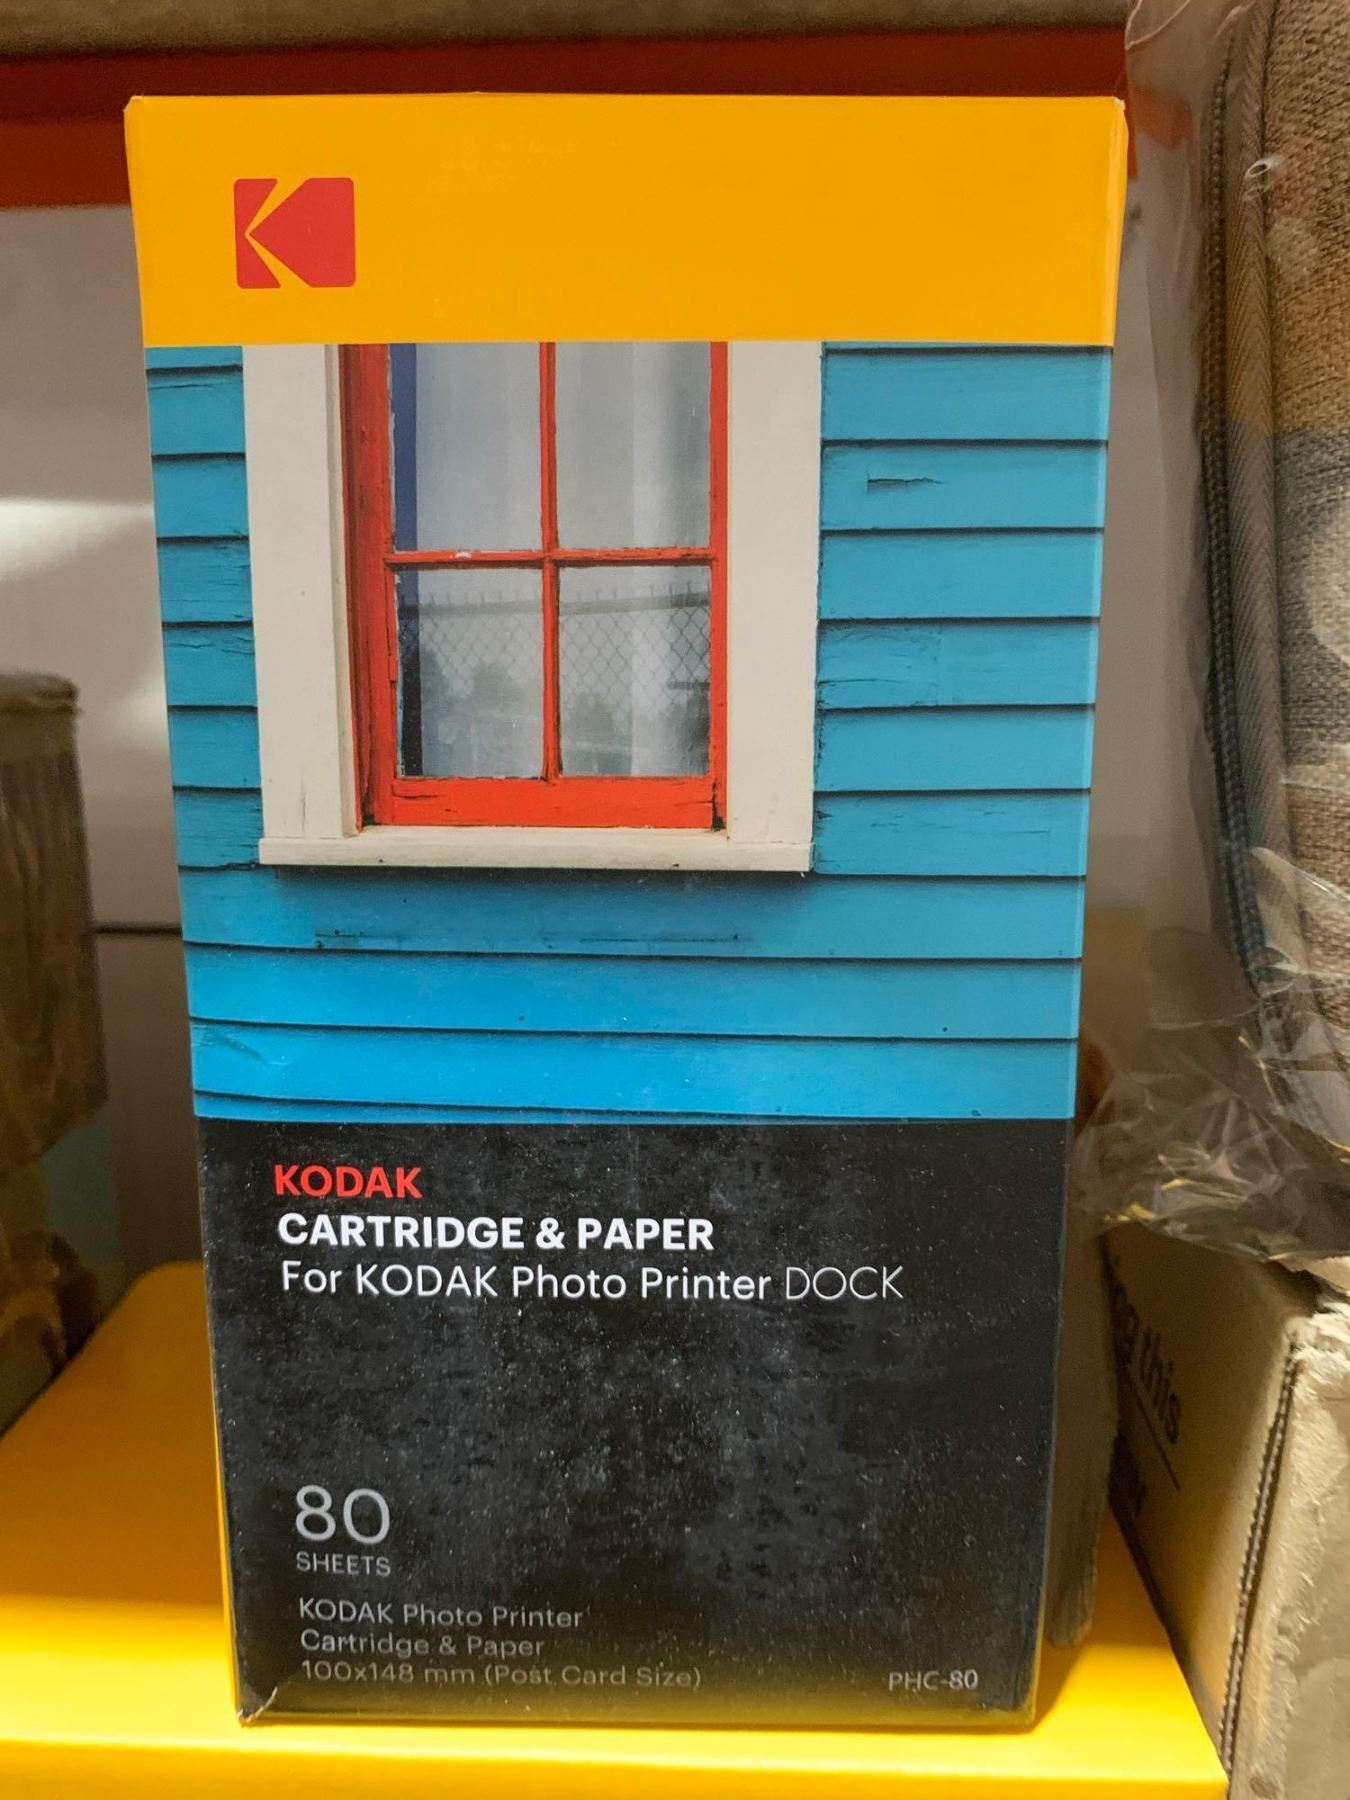 KODAK
CARTRIDGE & PAPER
For KODAK Photo Printer DOCK
80
SHEETS
KODAK Photo Printer
Cartridge & Paper
100x148 mm (Post Card Size)
PHC-80
this